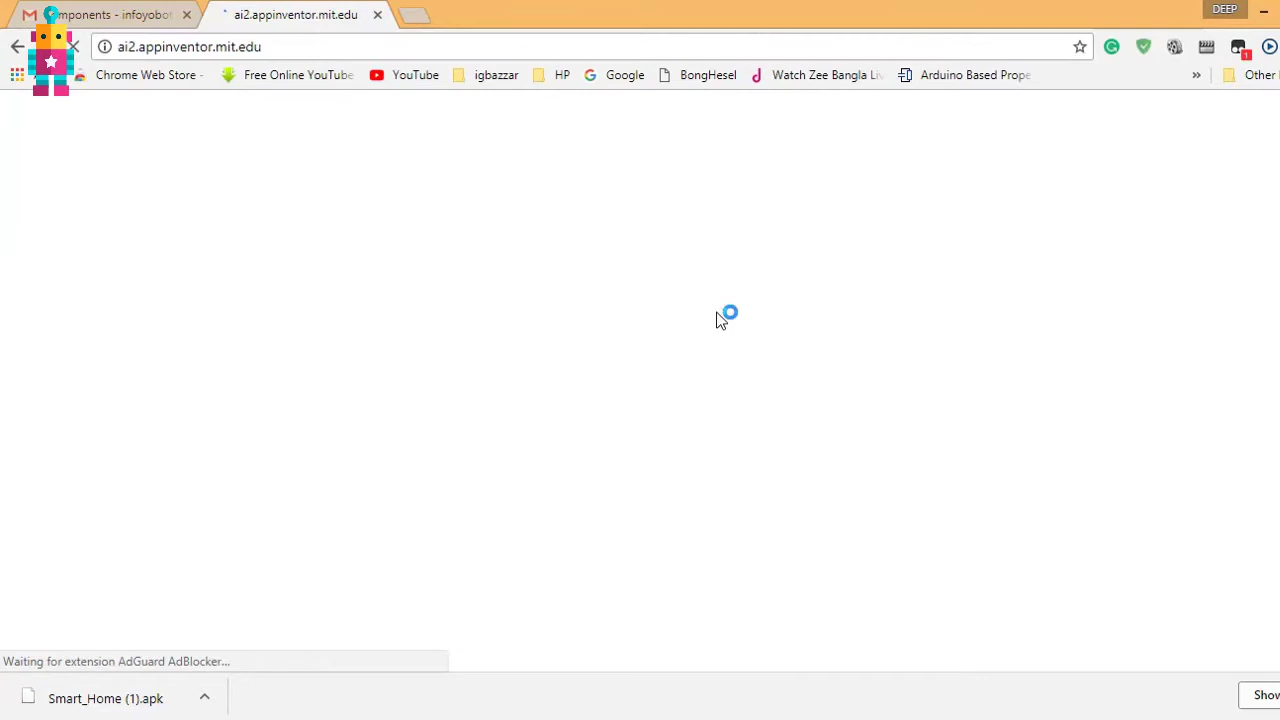 mponents - infoyobot
ai2.appinventor.mit.edu
DEEP
ai2.appinventor.mit.edu
1
Chrome Web Store -
Free Online YouTube
YouTube
igbazzar
HP
Google
BongHesel
Watch Zee Bangla Li
Arduino Based Prope
»
Other
Waiting for extension AdGuard AdBlocker...
Smart_Home (1).apk
Show